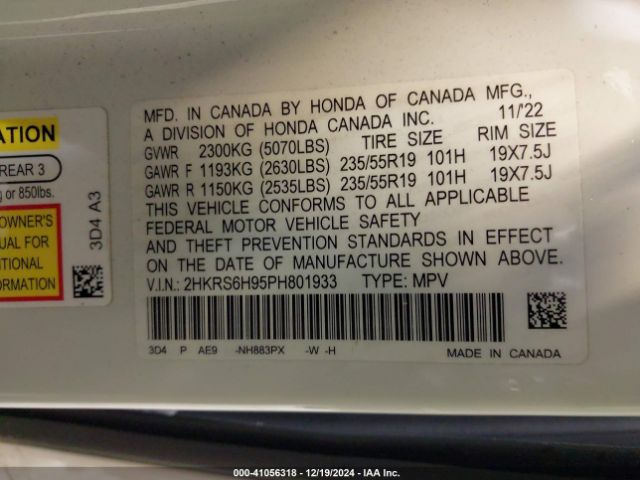 ATION
REAR 3
g or 850lbs.
OWNER'S
UAL FOR
ITIONAL
ORMATION
3D4 A3
MFD. IN CANADA BY HONDA OF CANADA MFG.,
A DIVISION OF HONDA CANADA INC. 11/'22
GVWR 2300KG (5070LBS) TIRE SIZE RIM SIZE
GAWR F 1193KG (2630LBS) 235/55R19 101H 19X7.5J
GAWR R 1150KG (2535LBS) 235/55R19 101H 19X7.5J
THIS VEHICLE CONFORMS TO ALL APPLICABLE
FEDERAL MOTOR VEHICLE SAFETY
AND THEFT PREVENTION STANDARDS IN EFFECT
ON THE DATE OF MANUFACTURE SHOWN ABOVE.
V.I.N.: 2HKRS6H95PH801933 TYPE: MPV
3D4 P AE9 -NH883PX -W -H
MADE IN CANADA
000-41056318 - 12/19/2024 - IAA Inc.